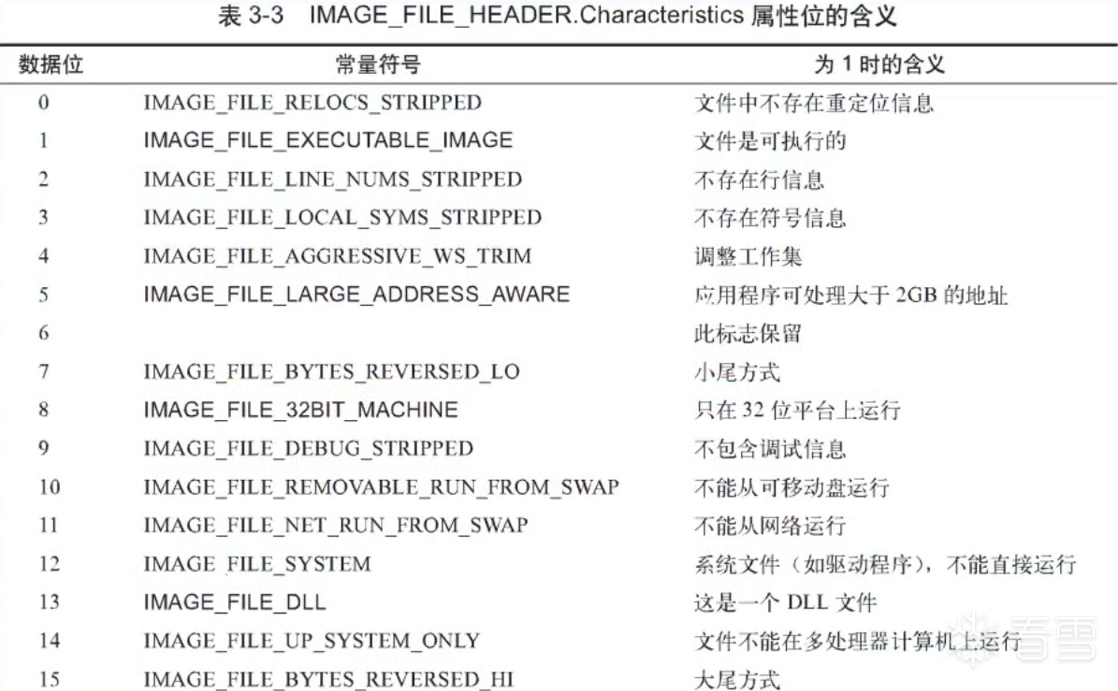 表 3-3 IMAGE_FILE_HEADER.Characteristics 属性位的含义
数据位 常量符号 为 1 时的含义
0 IMAGE_FILE_RELOCS_STRIPPED 文件中不存在重定位信息
1 IMAGE_FILE_EXECUTABLE_IMAGE 文件是可执行的
2 IMAGE_FILE_LINE_NUMS_STRIPPED 不存在行信息
3 IMAGE_FILE_LOCAL_SYMS_STRIPPED 不存在符号信息
4 IMAGE_FILE_AGGRESSIVE_WS_TRIM 调整工作集
5 IMAGE_FILE_LARGE_ADDRESS_AWARE 应用程序可处理大于 2GB 的地址
6 此标志保留
7 IMAGE_FILE_BYTES_REVERSED_LO 小尾方式
8 IMAGE_FILE_32BIT_MACHINE 只在 32 位平台上运行
9 IMAGE_FILE_DEBUG_STRIPPED 不包含调试信息
10 IMAGE_FILE_REMOVABLE_RUN_FROM_SWAP 不能从可移动盘运行
11 IMAGE_FILE_NET_RUN_FROM_SWAP 不能从网络运行
12 IMAGE_FILE_SYSTEM 系统文件（如驱动程序），不能直接运行
13 IMAGE_FILE_DLL 这是一个 DLL 文件
14 IMAGE_FILE_UP_SYSTEM_ONLY 文件不能在多处理器计算机上运行
看雪
15 IMAGE_FILE_BYTES_REVERSED_HI 大尾方式